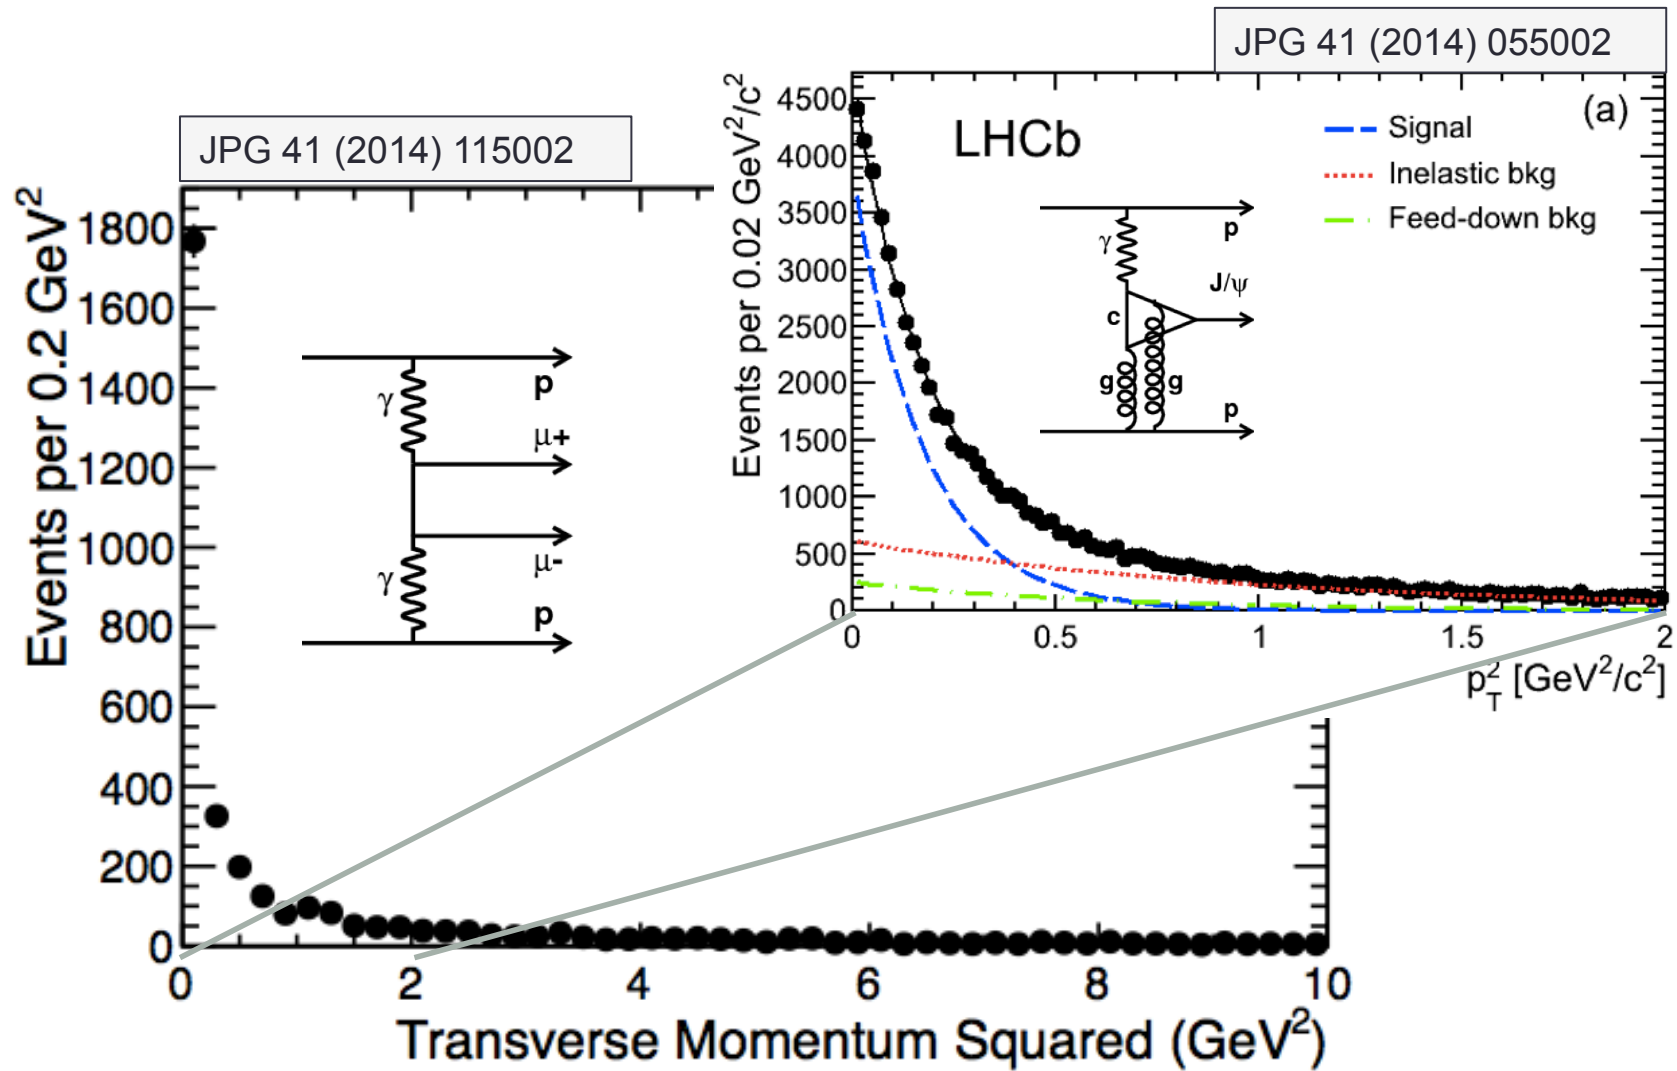 JPG 41 (2014) 055002
JPG 41 (2014) 115002
Events per 0.2 GeV²
1800
1600
1400
1200
1000
800
600
400
200
0
0 2 4 6 8 10
Transverse Momentum Squared (GeV²)
γ
p
μ+
μ-
γ
p
Events per 0.02 GeV²/c²
4500
4000
3500
3000
2500
2000
1500
1000
500
0
0 0.5 1 1.5 2
p²T [GeV²/c²]
LHCb
(a)
Signal
Inelastic bkg
Feed-down bkg
γ
p
J/ψ
c
g g
p